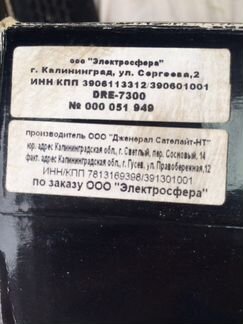 ооо "Электросфера"
г. Калининград, ул. Сергеева,2
ИНН КПП 3906113312/390601001
DRE-7300
№ 000 051 949
производитель ООО "Дженерал Сателайт-НТ"
юр. адрес Калининградская обл., г. Светлый, пер. Сосновый, 14
факт. адрес Калининградская обл., г. Гусев, ул. Правобережная,12
ИНН/КПП 7813169398/391301001
по заказу ООО "Электросфера"